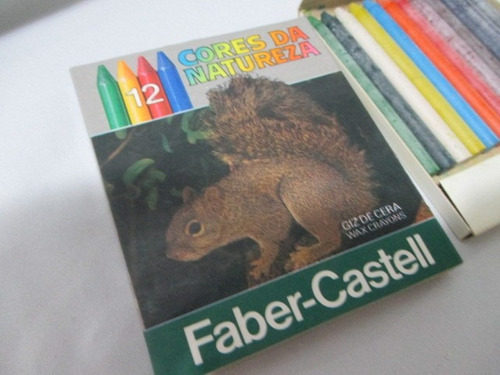 12
CORES DA
NATUREZA
GIZ DE CERA
WAX CRAYONS
Faber-Castell